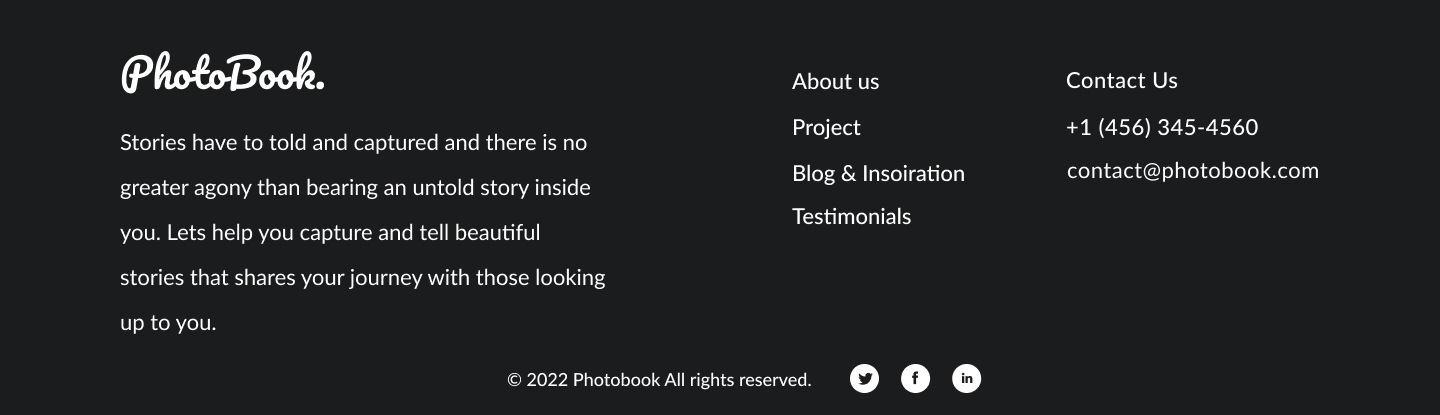 PhotoBook.
Stories have to told and captured and there is no
greater agony than bearing an untold story inside
you. Lets help you capture and tell beautiful
stories that shares your journey with those looking
up to you.
About us
Project
Blog & Insoiration
Testimonials
Contact Us
+1 (456) 345-4560
contact@photobook.com
© 2022 Photobook All rights reserved.